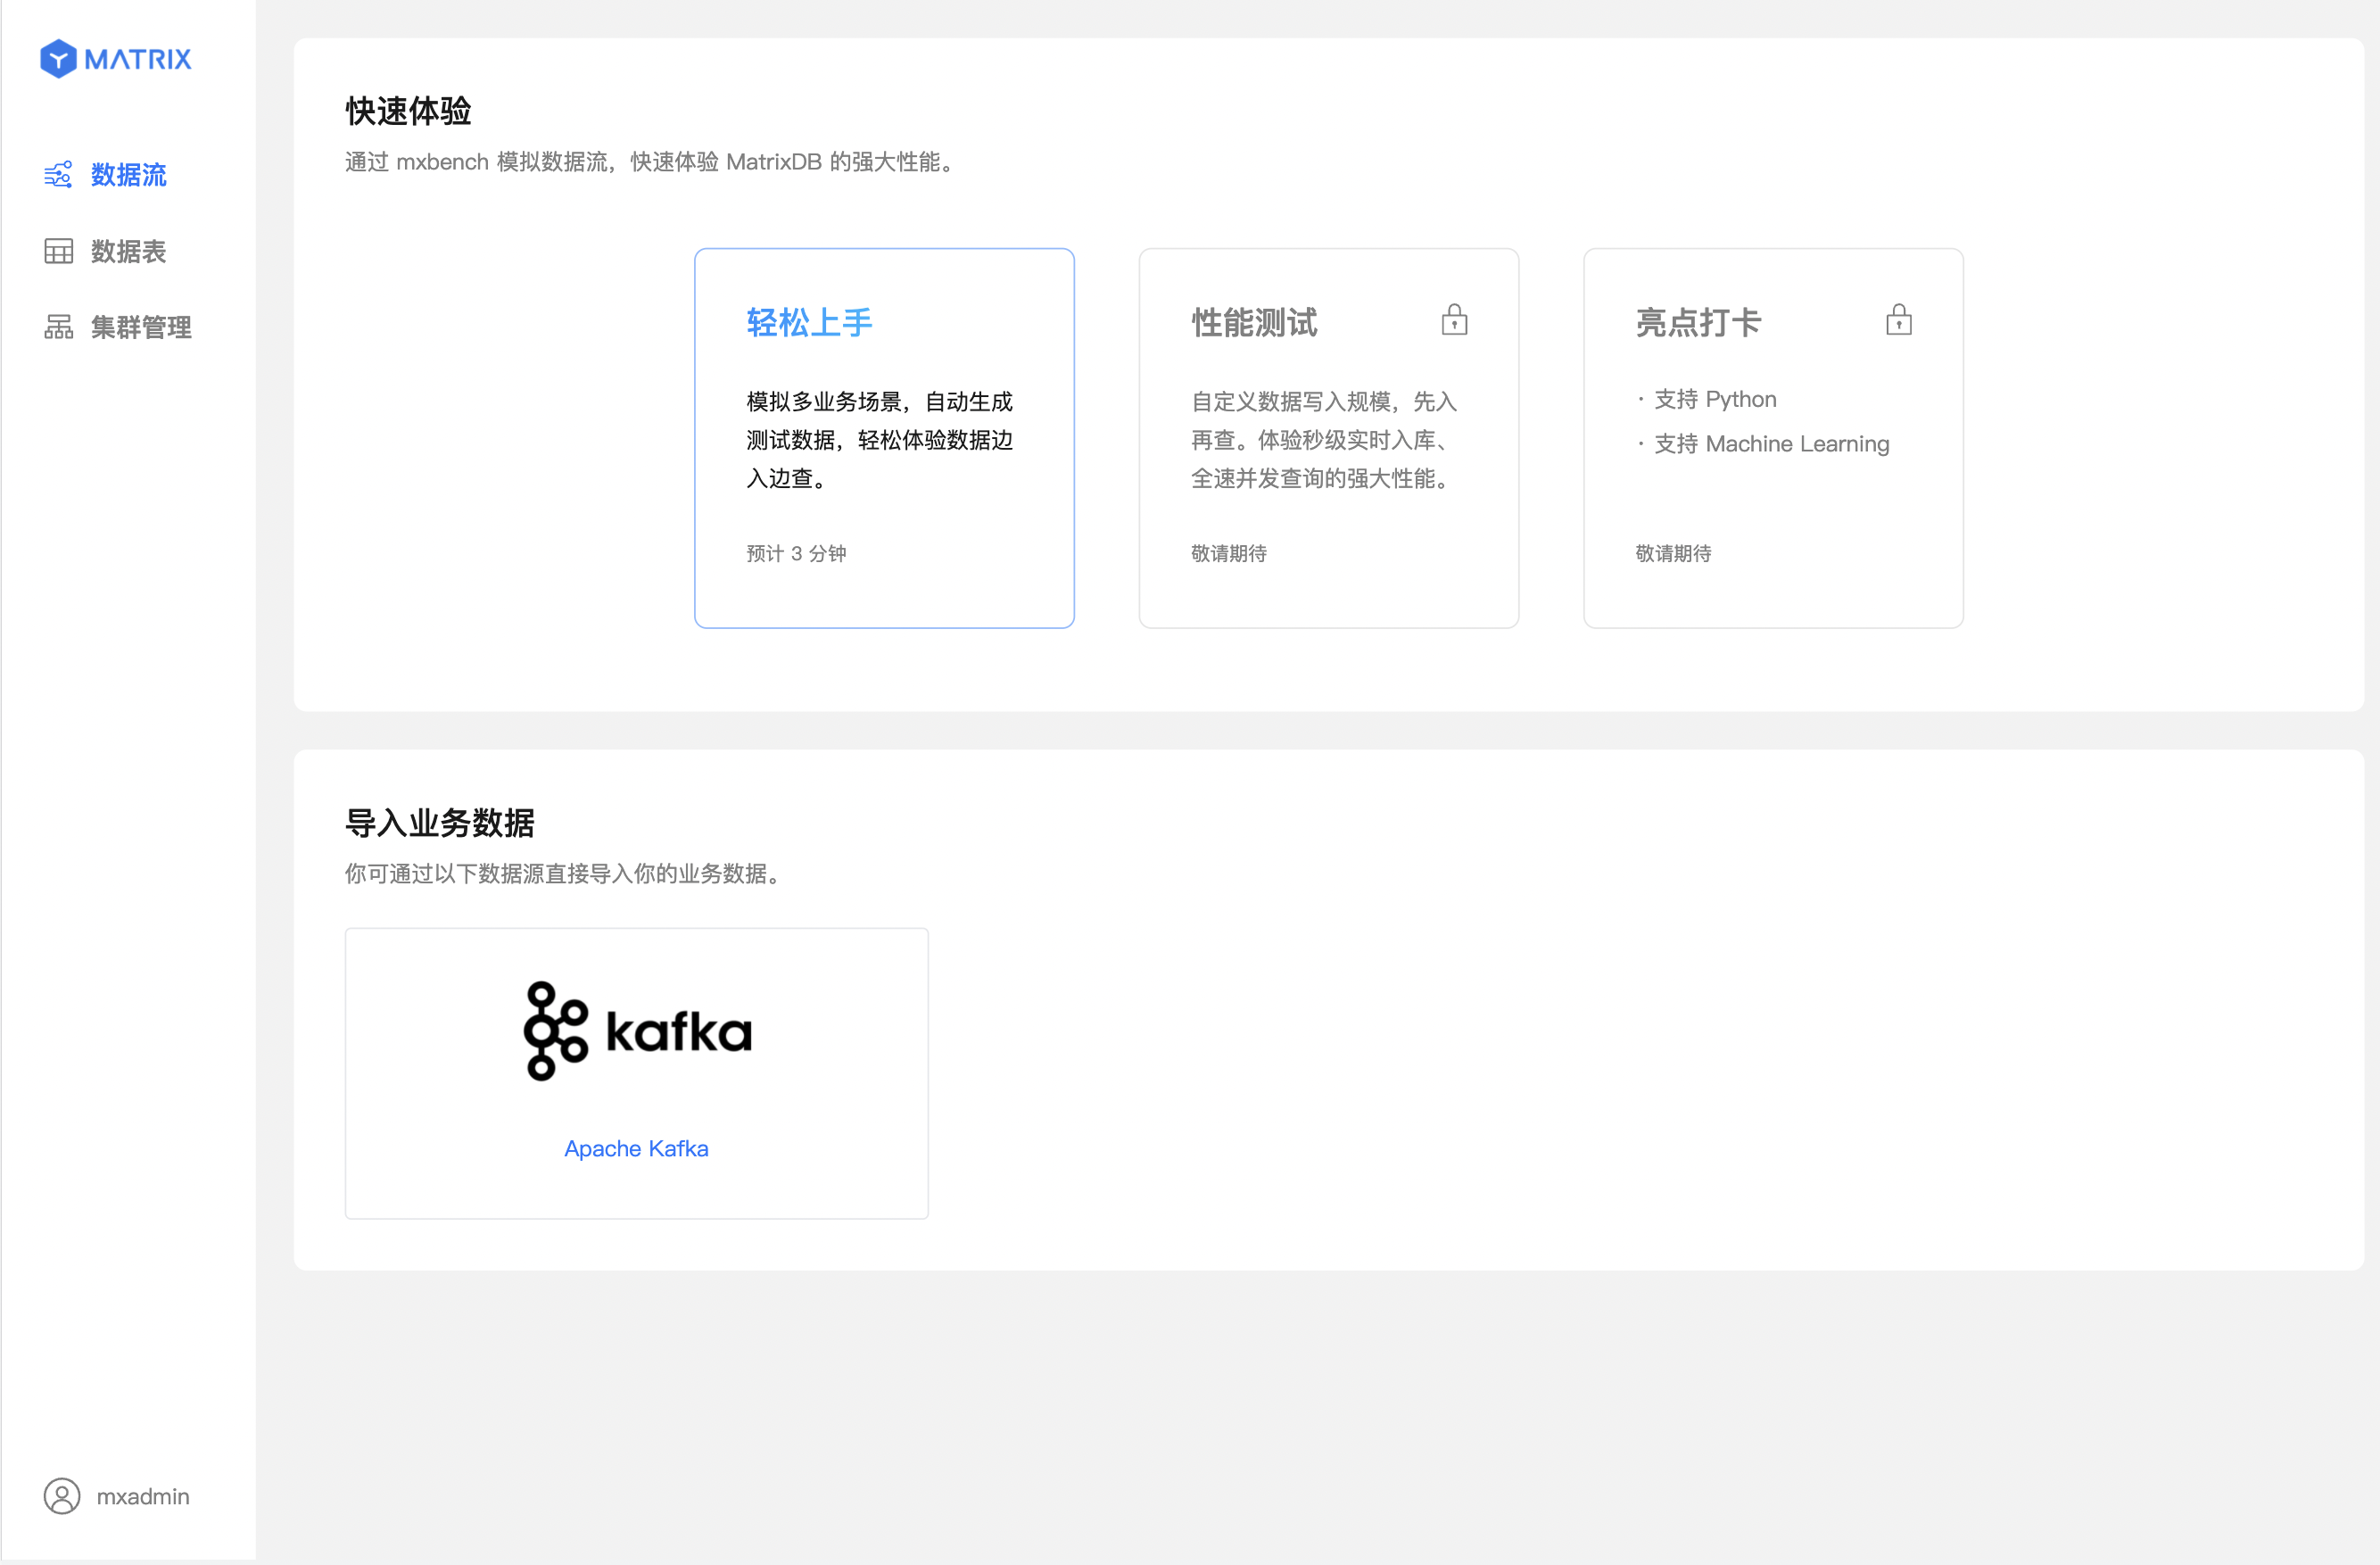 MATRIX
数据流
数据表
集群管理
mxadmin
快速体验
通过 mxbench 模拟数据流，快速体验 MatrixDB 的强大性能。
轻松上手
模拟多业务场景，自动生成
测试数据，轻松体验数据边
入边查。
预计 3 分钟
性能测试
自定义数据写入规模，先入
再查。体验秒级实时入库、
全速并发查询的强大性能。
敬请期待
亮点打卡
· 支持 Python
· 支持 Machine Learning
敬请期待
导入业务数据
你可通过以下数据源直接导入你的业务数据。
kafka
Apache Kafka